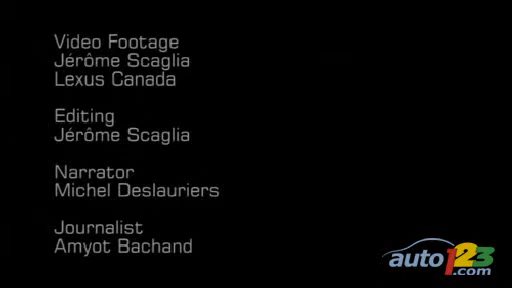 Video Footage
Jérôme Scaglia
Lexus Canada
Editing
Jérôme Scaglia
Narrator
Michel Deslauriers
Journalist
Amyot Bachand
auto123
.com